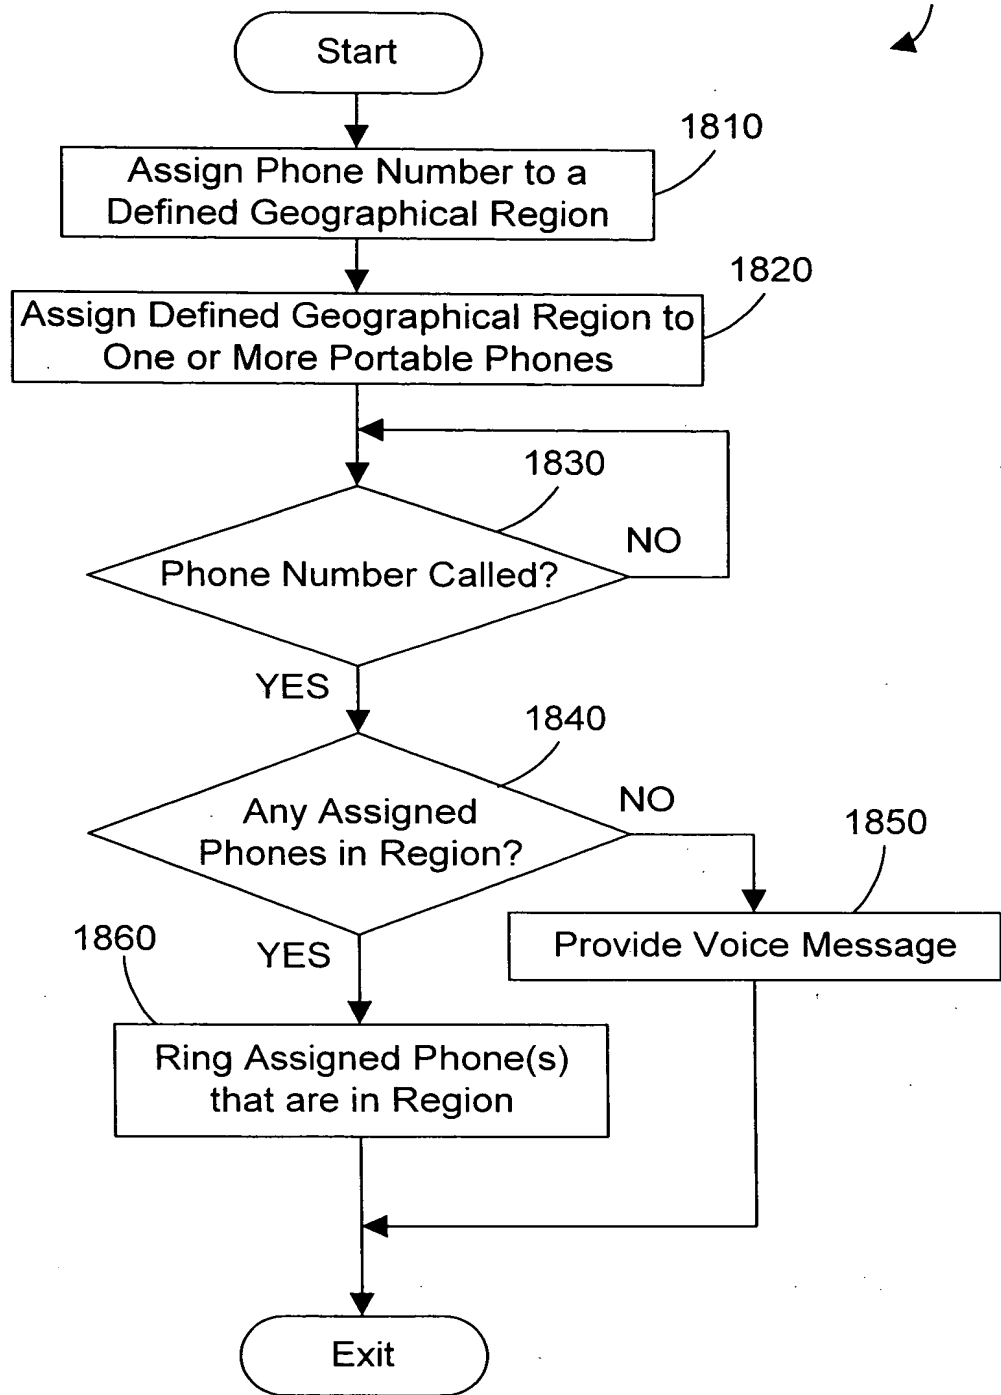 Start
1810
Assign Phone Number to a
Defined Geographical Region
1820
Assign Defined Geographical Region to
One or More Portable Phones
1830
NO
Phone Number Called?
YES
1840
NO
Any Assigned
Phones in Region?
1850
1860
YES
Provide Voice Message
Ring Assigned Phone(s)
that are in Region
Exit